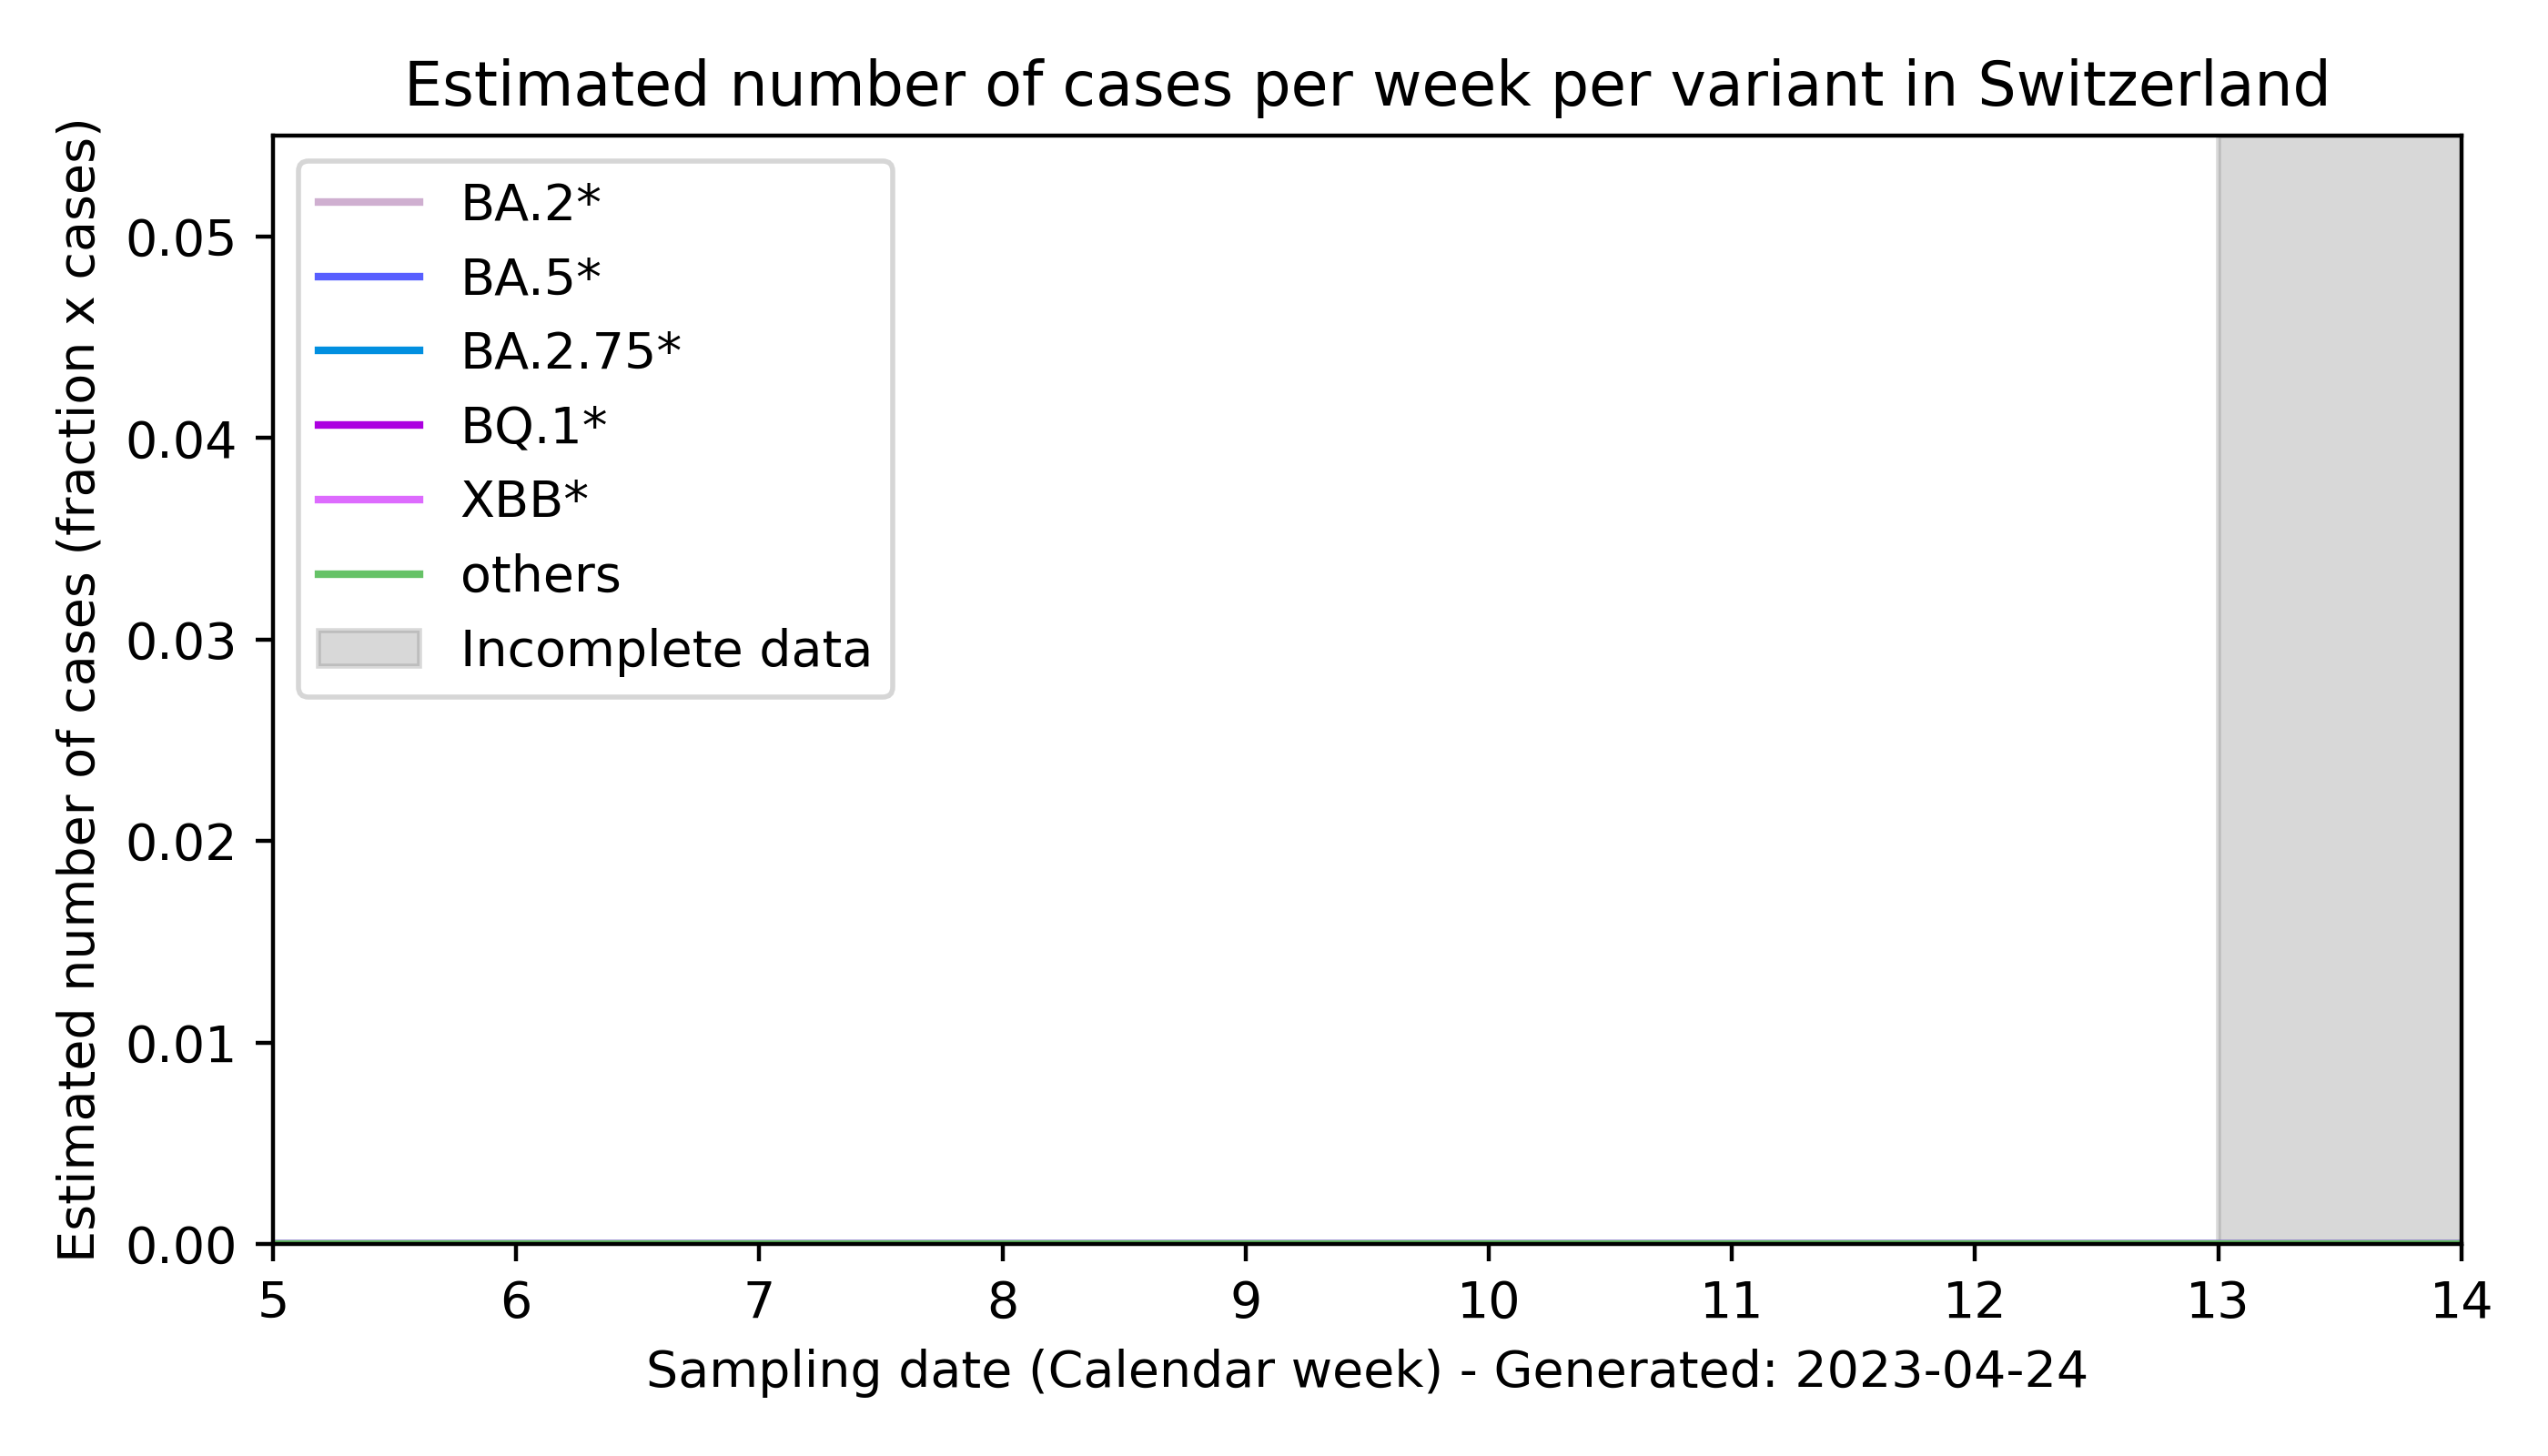 Estimated number of cases per week per variant in Switzerland
Estimated number of cases (fraction x cases)
0.05
0.04
0.03
0.02
0.01
0.00
BA.2*
BA.5*
BA.2.75*
BQ.1*
XBB*
others
Incomplete data
5 6 7 8 9 10 11 12 13 14
Sampling date (Calendar week) - Generated: 2023-04-24